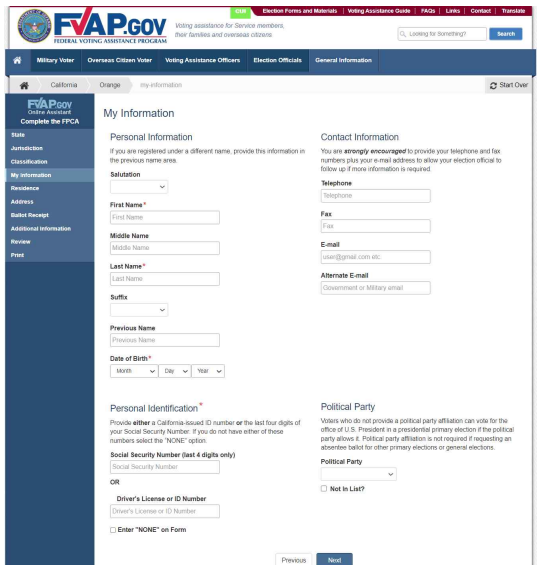 Chat
Election Forms and Materials | Voting Assistance Guide | FAQs | Links | Contact | Translate
FVAP.GOV
FEDERAL VOTING ASSISTANCE PROGRAM
Voting assistance for Service members,
their families and overseas citizens.
Looking for Something?
Search
Military Voter
Overseas Citizen Voter
Voting Assistance Officers
Election Officials
General Information
California
Orange
my-information
Start Over
FVAP.GOV
Online Assistant
Complete the FPCA
State
Jurisdiction
Classification
My Information
Residence
Address
Ballot Receipt
Additional Information
Review
Print
My Information
Personal Information
If you are registered under a different name, provide this information in
the previous name area.
Salutation
First Name*
First Name
Middle Name
Middle Name
Last Name*
Last Name
Suffix
Previous Name
Previous Name
Date of Birth*
Month
Day
Year
Contact Information
You are strongly encouraged to provide your telephone and fax
numbers plus your e-mail address to allow your election official to
follow up if more information is required.
Telephone
Telephone
Fax
Fax
E-mail
user@gmail.com etc.
Alternate E-mail
Government or Military email
Personal Identification*
Provide either a California-issued ID number or the last four digits of
your Social Security Number. If you do not have either of these
numbers select the "NONE" option.
Social Security Number (last 4 digits only)
Social Security Number
OR
Driver's License or ID Number
Driver's License or ID Number
Enter "NONE" on Form
Political Party
Voters who do not provide a political party affiliation can vote for the
office of U.S. President in a presidential primary election if the political
party allows it. Political party affiliation is not required if requesting an
absentee ballot for other primary elections or general elections.
Political Party
Not In List?
Previous
Next